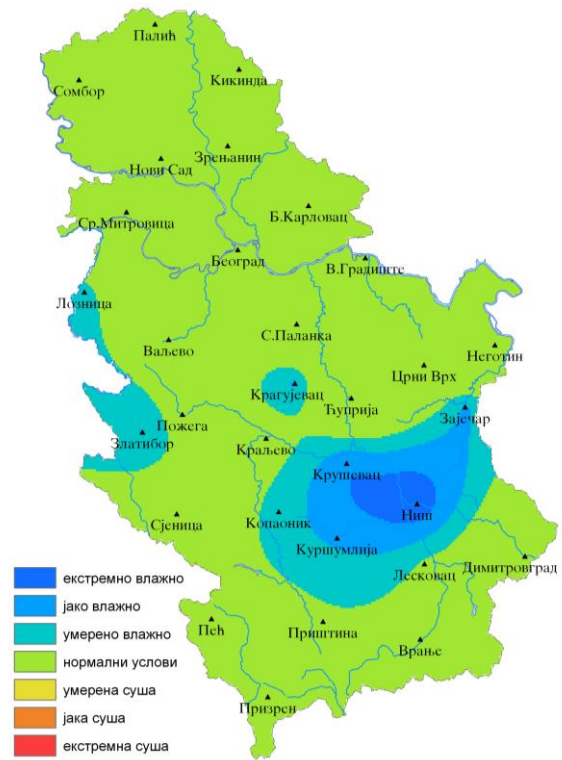 Палић
Кикинда
Сомбор
Зрењанин
Нови Сад
Б.Карловац
Ср.Митровица
Београд
В.Градиште
Лозница
С.Паланка
Ваљево
Неготин
Црни Врх
Крагујевац
Ћуприја
Зајечар
Пожега
Златибор
Краљево
Крушевац
Ниш
Копаоник
Сјеница
Куршумлија
Димитровград
Лесковац
Пећ
Приштина
Врање
Призрен
екстремно влажно
јако влажно
умерено влажно
нормални услови
умерена суша
јака суша
екстремна суша